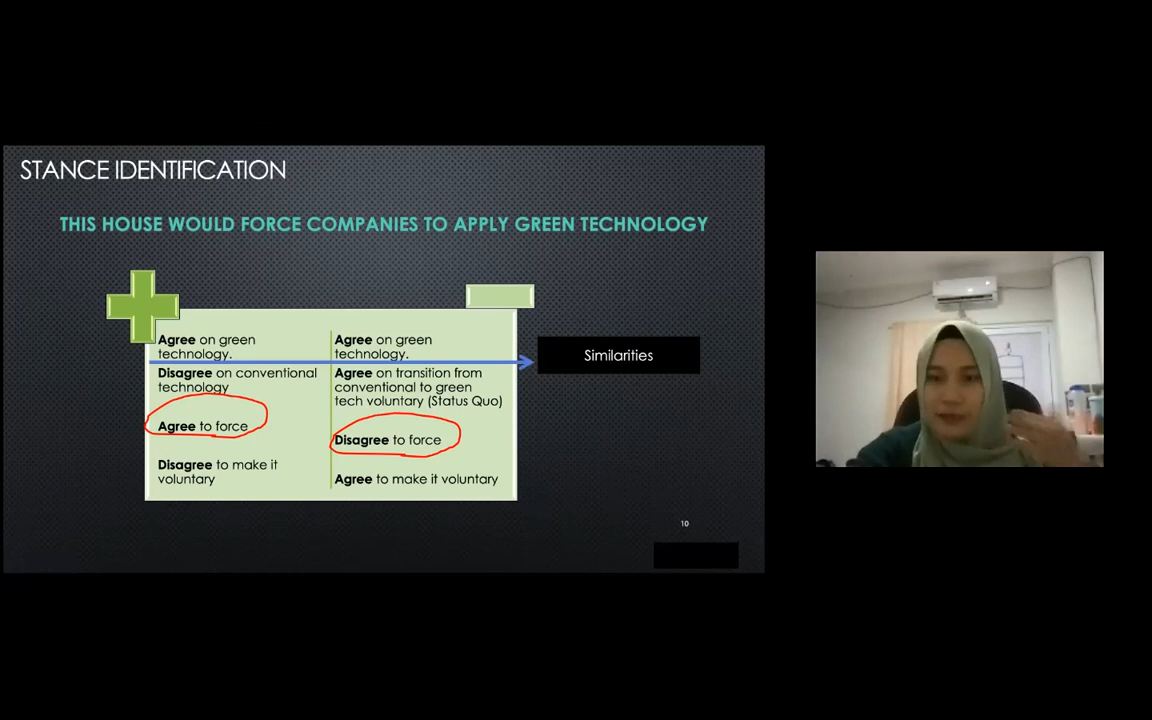 STANCE IDENTIFICATION
THIS HOUSE WOULD FORCE COMPANIES TO APPLY GREEN TECHNOLOGY
Agree on green
technology.
Disagree on conventional
technology
Agree to force
Disagree to make it
voluntary
Agree on green
technology.
Agree on transition from
conventional to green
tech voluntary (Status Quo)
Disagree to force
Agree to make it voluntary
Similarities
10